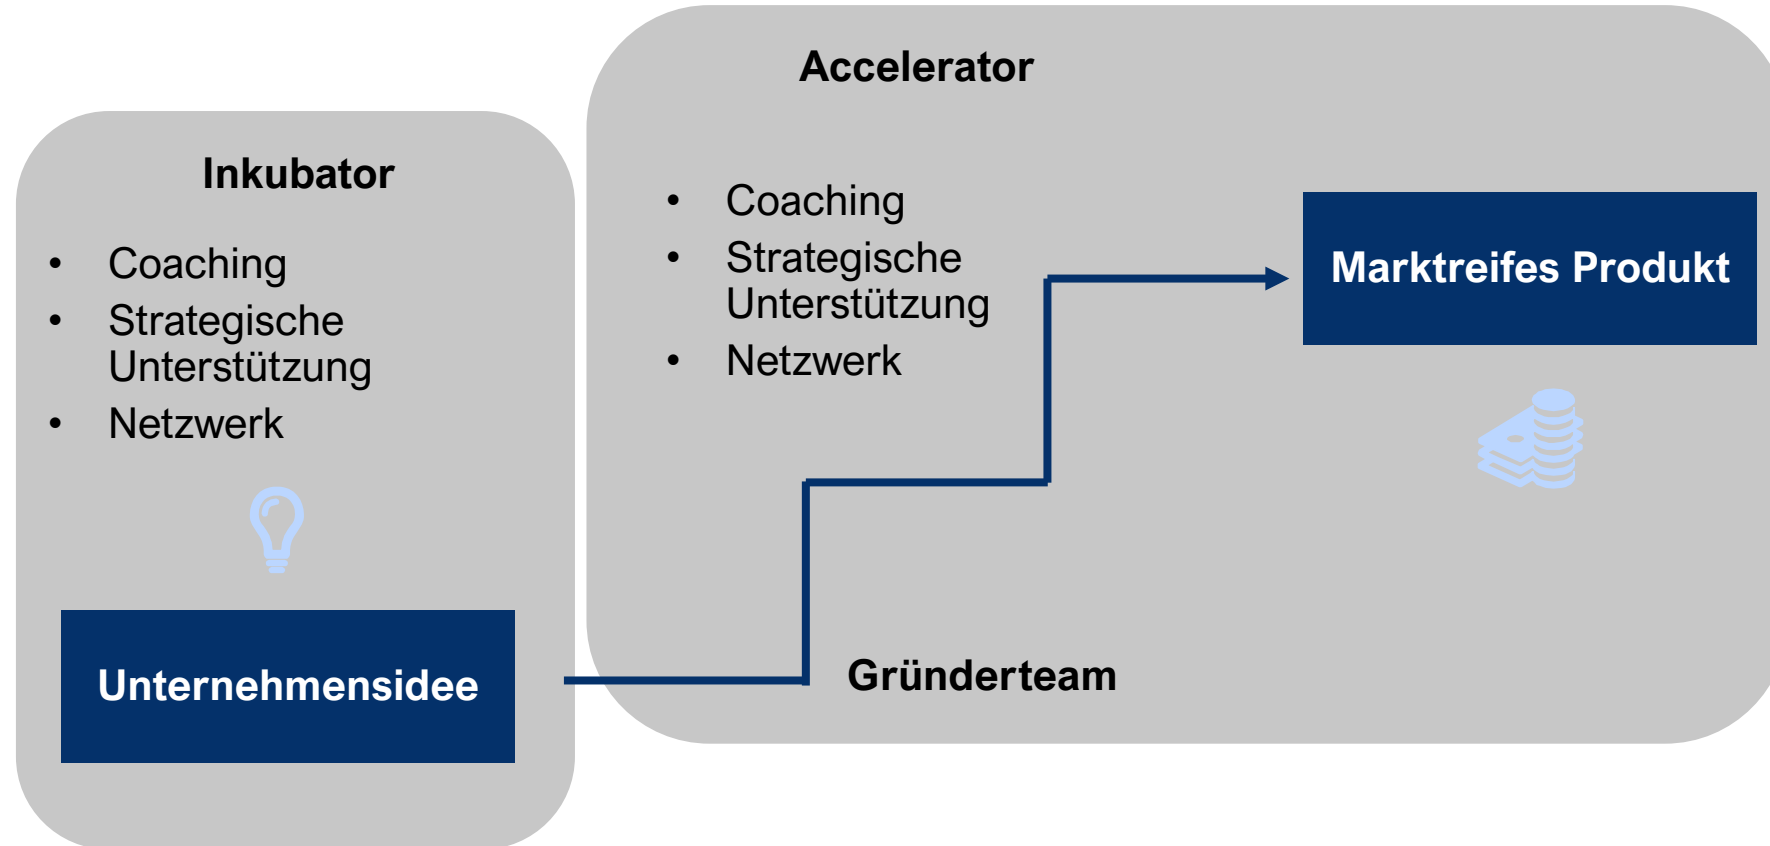 Inkubator
• Coaching
• Strategische
Unterstützung
• Netzwerk
Unternehmensidee
Accelerator
• Coaching
• Strategische
Unterstützung
• Netzwerk
Marktreifes Produkt
Gründerteam